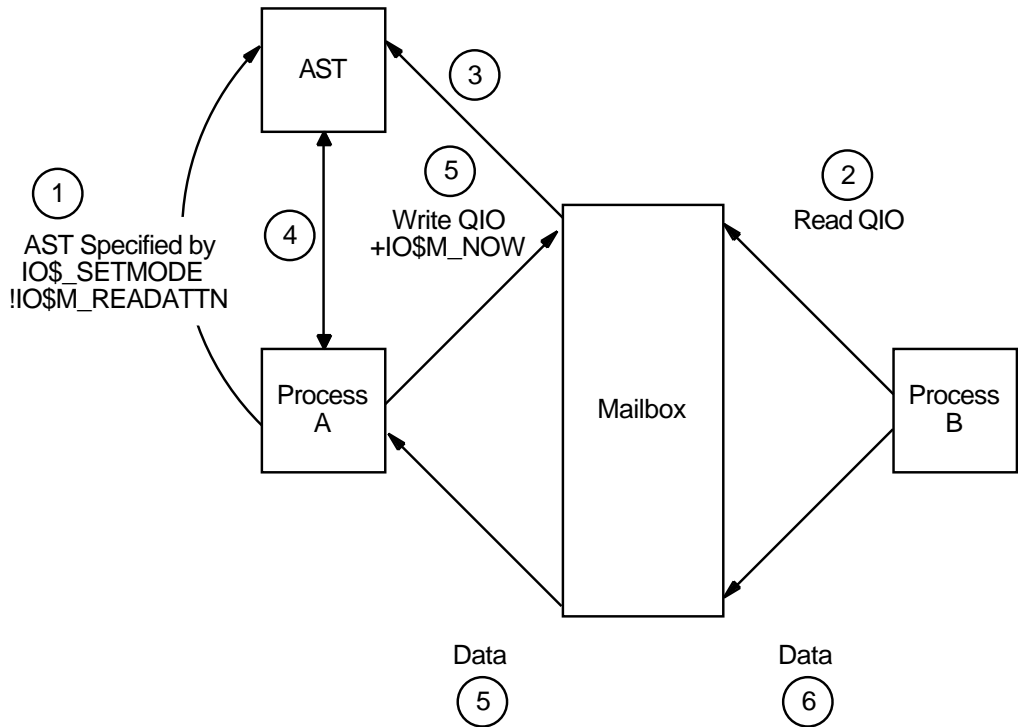 AST
3
1
5
2
4
Write QIO
+IO$M_NOW
Read QIO
AST Specified by
IO$_SETMODE
!IO$M_READATTN
Process
A
Mailbox
Process
B
Data
5
Data
6